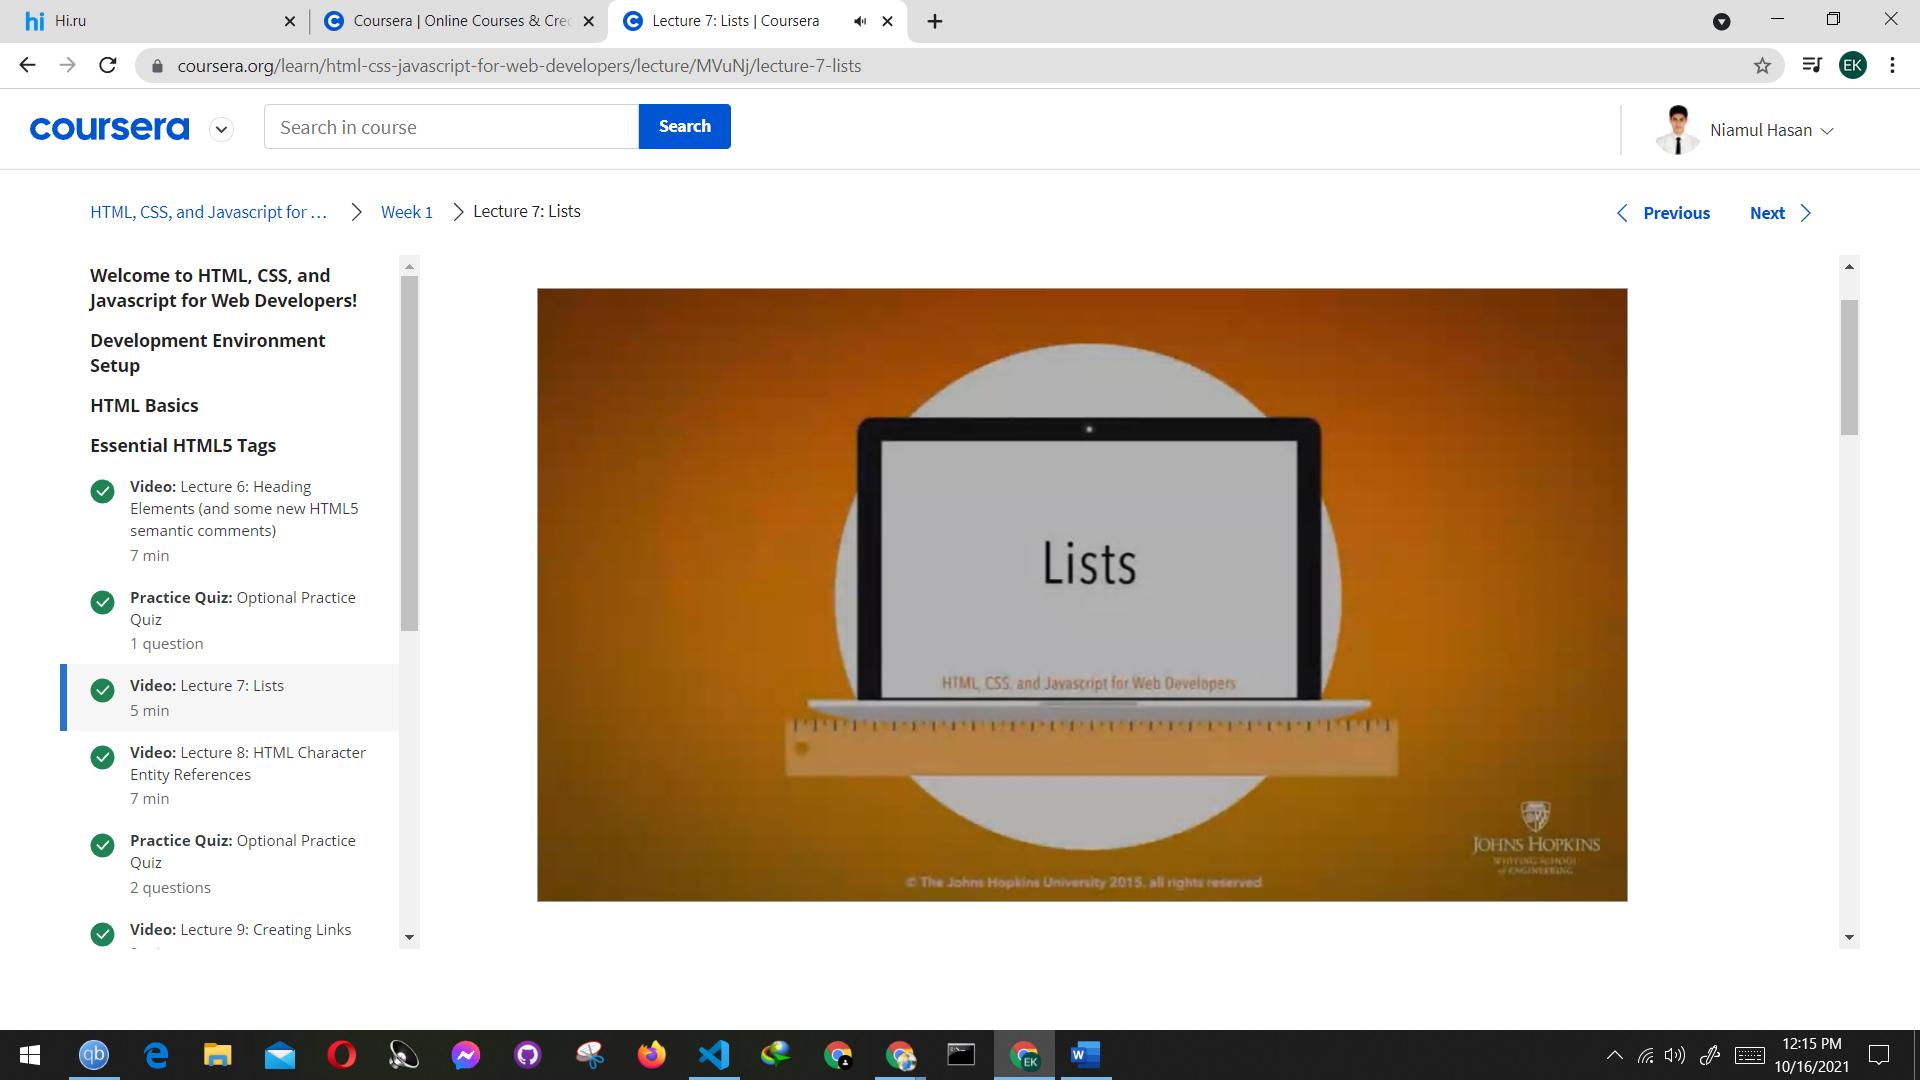 Hi.ru
Coursera | Online Courses & Cre
Lecture 7: Lists | Coursera
coursera.org/learn/html-css-javascript-for-web-developers/lecture/MVuNj/lecture-7-lists
EK
coursera
Search in course
Search
Niamul Hasan
HTML, CSS, and Javascript for ...
Week 1
Lecture 7: Lists
Previous
Next
Welcome to HTML, CSS, and
Javascript for Web Developers!
Development Environment
Setup
HTML Basics
Essential HTML5 Tags
Video: Lecture 6: Heading
Elements (and some new HTML5
semantic comments)
7 min
Practice Quiz: Optional Practice
Quiz
1 question
Video: Lecture 7: Lists
5 min
Video: Lecture 8: HTML Character
Entity References
7 min
Practice Quiz: Optional Practice
Quiz
2 questions
Video: Lecture 9: Creating Links
Lists
HTML, CSS, and Javascript for Web Developers
JOHNS HOPKINS
WHITING SCHOOL
of ENGINEERING
© The Johns Hopkins University 2015, all rights reserved
12:15 PM
10/16/2021